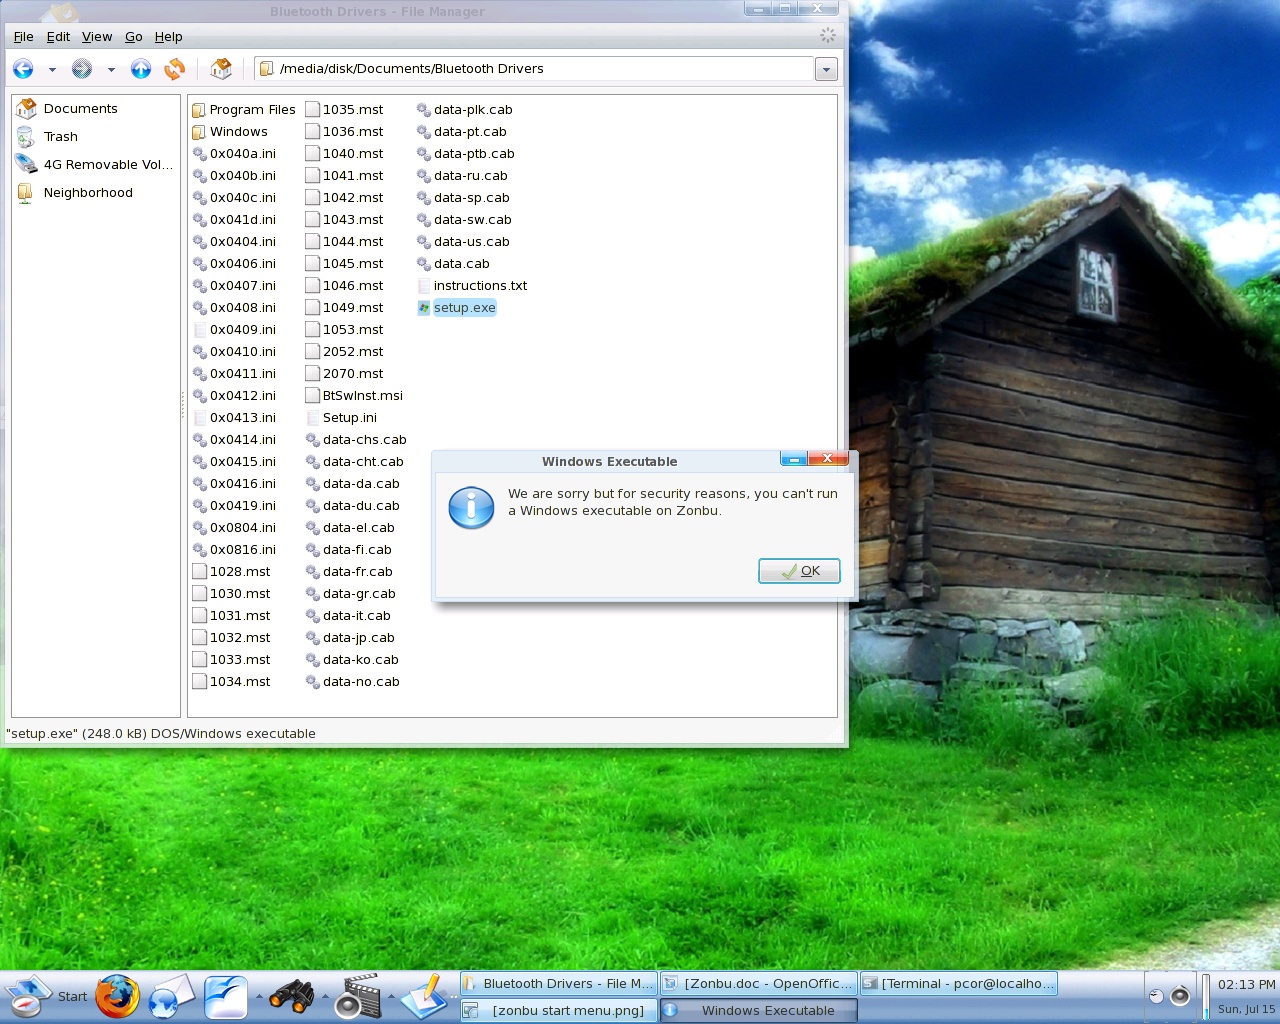 Bluetooth Drivers - File Manager
File Edit View Go Help
/media/disk/Documents/Bluetooth Drivers
Documents
Trash
4G Removable Vol...
Neighborhood
Program Files
Windows
0x040a.ini
0x040b.ini
0x040c.ini
0x041d.ini
0x0404.ini
0x0406.ini
0x0407.ini
0x0408.ini
0x0409.ini
0x0410.ini
0x0411.ini
0x0412.ini
0x0413.ini
0x0414.ini
0x0415.ini
0x0416.ini
0x0419.ini
0x0804.ini
0x0816.ini
1028.mst
1030.mst
1031.mst
1032.mst
1033.mst
1034.mst
1035.mst
1036.mst
1040.mst
1041.mst
1042.mst
1043.mst
1044.mst
1045.mst
1046.mst
1049.mst
1053.mst
2052.mst
2070.mst
BtSwInst.msi
Setup.ini
data-chs.cab
data-cht.cab
data-da.cab
data-du.cab
data-el.cab
data-fi.cab
data-fr.cab
data-gr.cab
data-it.cab
data-jp.cab
data-ko.cab
data-no.cab
data-plk.cab
data-pt.cab
data-ptb.cab
data-ru.cab
data-sp.cab
data-sw.cab
data-us.cab
data.cab
instructions.txt
setup.exe
Windows Executable
We are sorry but for security reasons, you can't run
a Windows executable on Zonbu.
OK
"setup.exe" (248.0 kB) DOS/Windows executable
Start
Bluetooth Drivers - File M...
[Zonbu.doc - OpenOffic...
[Terminal - pcor@localho...
[zonbu start menu.png]
Windows Executable
02:13 PM
Sun, Jul 15